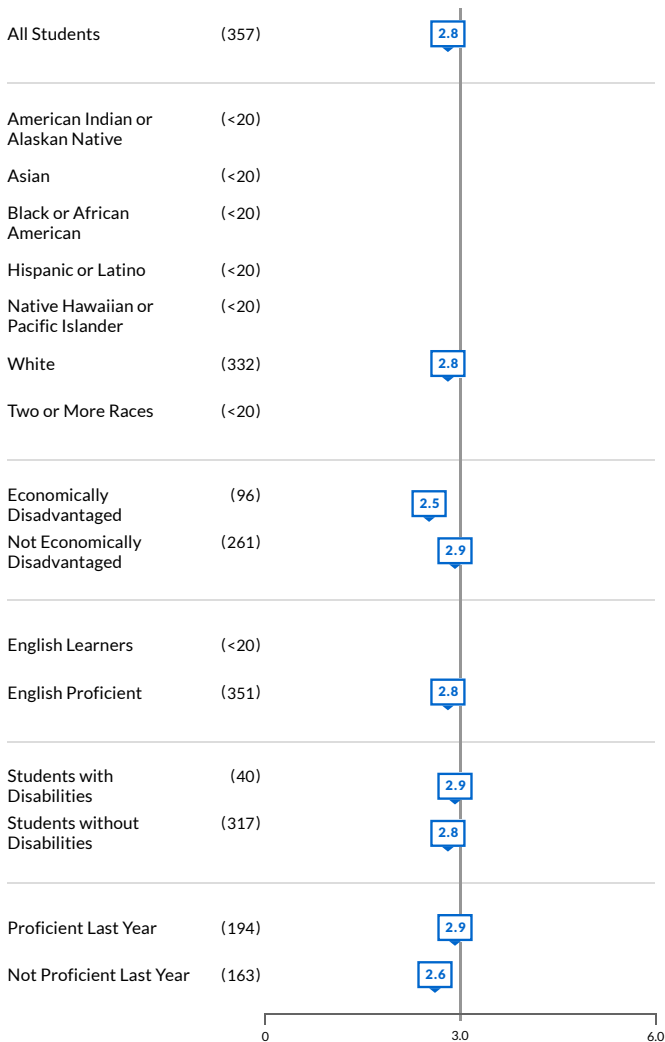 All Students (357) 2.8
American Indian or (<20)
Alaskan Native
Asian (<20)
Black or African (<20)
American
Hispanic or Latino (<20)
Native Hawaiian or (<20)
Pacific Islander
White (332) 2.8
Two or More Races (<20)
Economically (96) 2.5
Disadvantaged
Not Economically (261) 2.9
Disadvantaged
English Learners (<20)
English Proficient (351) 2.8
Students with (40) 2.9
Disabilities
Students without (317) 2.8
Disabilities
Proficient Last Year (194) 2.9
Not Proficient Last Year (163) 2.6
0 3.0 6.0